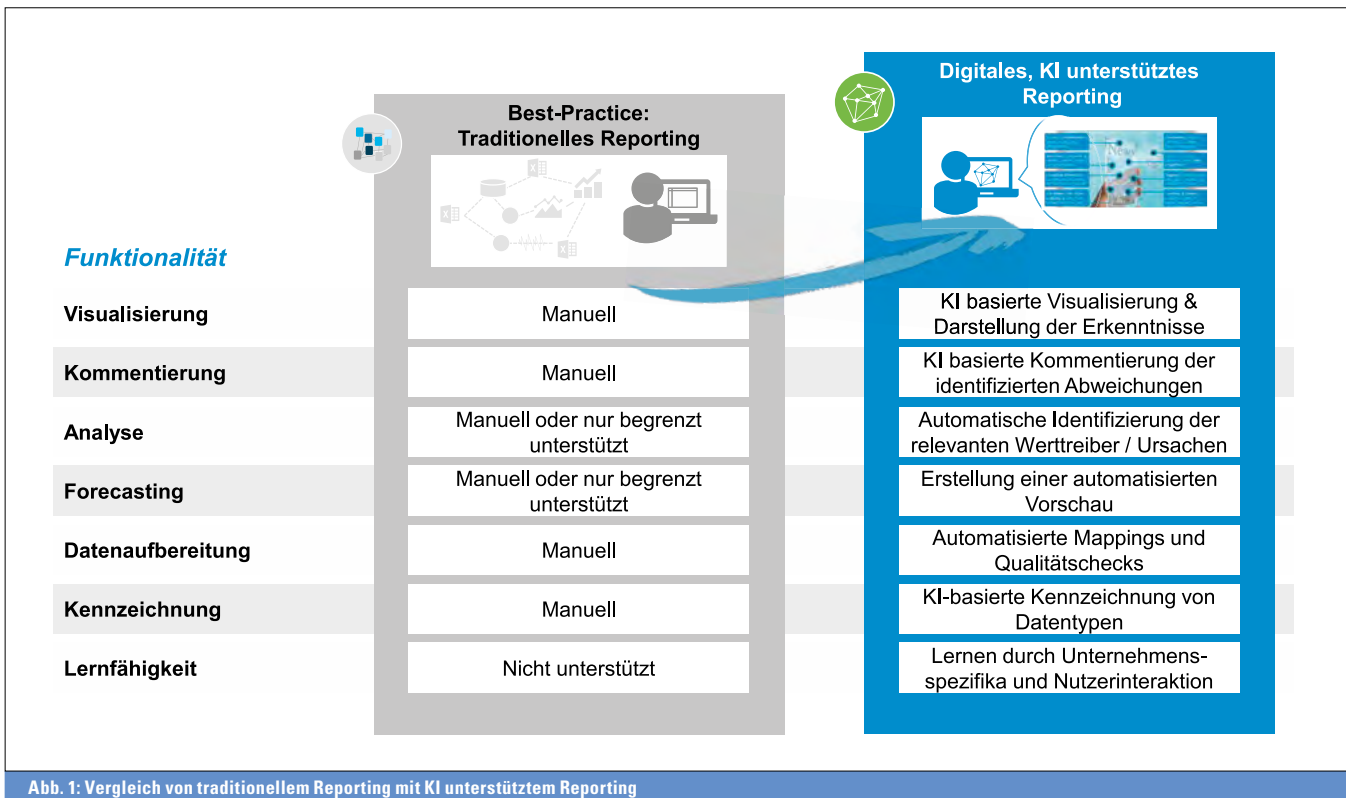 Best-Practice:
Traditionelles Reporting
Digitales, KI unterstütztes
Reporting
Funktionalität
Visualisierung
Manuell
KI basierte Visualisierung &
Darstellung der Erkenntnisse
Kommentierung
Manuell
KI basierte Kommentierung der
identifizierten Abweichungen
Analyse
Manuell oder nur begrenzt
unterstützt
Automatische Identifizierung der
relevanten Werttreiber / Ursachen
Forecasting
Manuell oder nur begrenzt
unterstützt
Erstellung einer automatisierten
Vorschau
Datenaufbereitung
Manuell
Automatisierte Mappings und
Qualitätschecks
Kennzeichnung
Manuell
KI-basierte Kennzeichnung von
Datentypen
Lernfähigkeit
Nicht unterstützt
Lernen durch Unternehmens-
spezifika und Nutzerinteraktion
Abb. 1: Vergleich von traditionellem Reporting mit KI unterstütztem Reporting